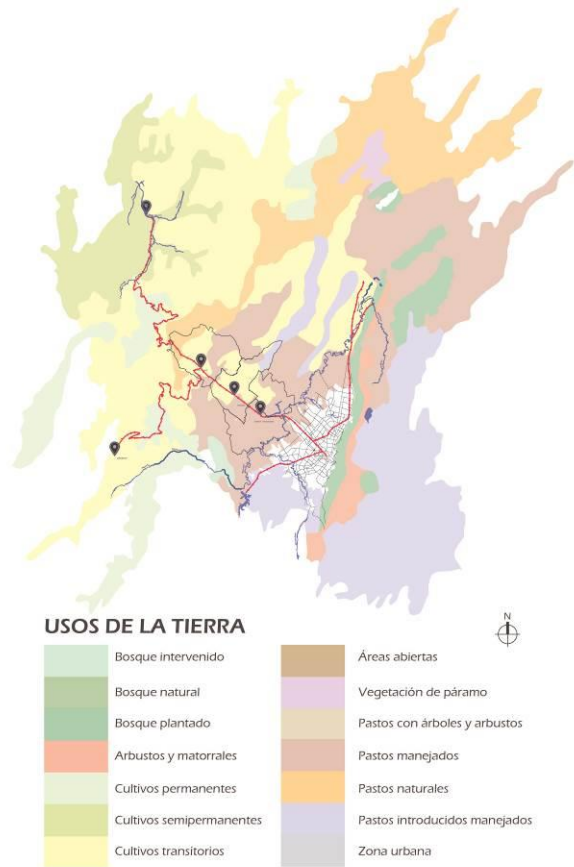 N
USOS DE LA TIERRA
Bosque intervenido
Bosque natural
Bosque plantado
Arbustos y matorrales
Cultivos permanentes
Cultivos semipermanentes
Cultivos transitorios
Áreas abiertas
Vegetación de páramo
Pastos con árboles y arbustos
Pastos manejados
Pastos naturales
Pastos introducidos manejados
Zona urbana